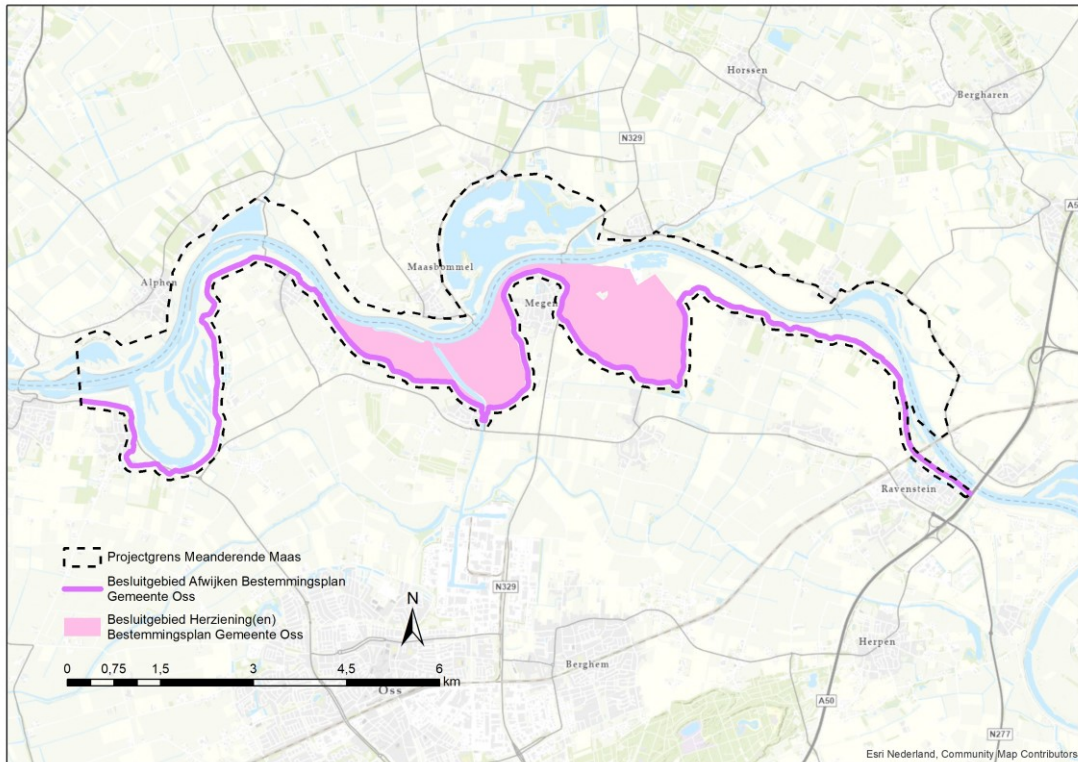 Horssen
Bergharen
N329
A5
Alphen
Maasbommel
Megen
Ravenstein
Projectgrens Meanderende Maas
Besluitgebied Afwijken Bestemmingsplan
Gemeente Oss
Besluitgebied Herziening(en)
Bestemmingsplan Gemeente Oss
N
N329
0 0,75 1,5 3 4,5 6
km
Oss
Berghem
Herpen
A50
N277
Esri Nederland, Community Map Contributors